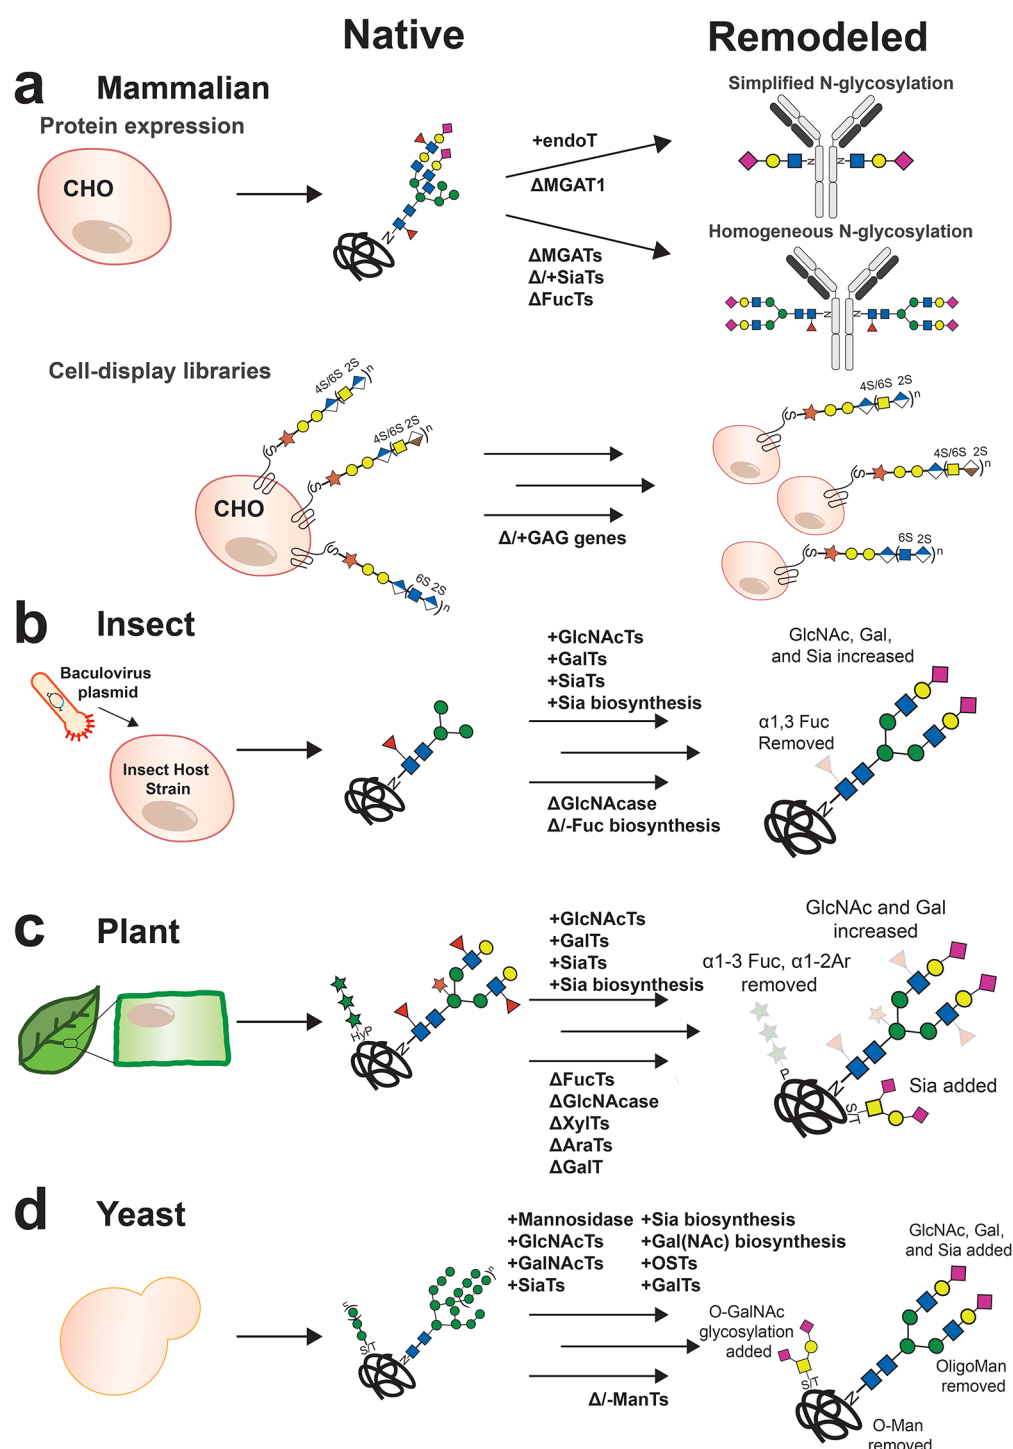 Native
Remodeled
a
Mammalian
Protein expression
CHO
N
+endoT
ΔMGAT1
ΔMGATs
Δ/+SiaTs
ΔFucTs
Simplified N-glycosylation
N
N
Homogeneous N-glycosylation
N
N
Cell-display libraries
CHO
4S/6S 2S
n
S
4S/6S 2S
n
S
6S 2S
n
S
Δ/+GAG genes
4S/6S 2S
n
S
4S/6S 2S
n
S
6S 2S
n
S
b
Insect
Baculovirus
plasmid
Insect Host
Strain
N
+GlcNAcTs
+GalTs
+SiaTs
+Sia biosynthesis
ΔGlcNAcase
Δ/-Fuc biosynthesis
GlcNAc, Gal,
and Sia increased
α1,3 Fuc
Removed
N
c
Plant
HyP
N
+GlcNAcTs
+GalTs
+SiaTs
+Sia biosynthesis
ΔFucTs
ΔGlcNAcase
ΔXylTs
ΔAraTs
ΔGalT
GlcNAc and Gal
increased
α1-3 Fuc, α1-2Ar
removed
P
N
S/T
Sia added
d
Yeast
S/T
N
n
+Mannosidase
+GlcNAcTs
+GalNAcTs
+SiaTs
+Sia biosynthesis
+Gal(NAc) biosynthesis
+OSTs
+GalTs
Δ/-ManTs
GlcNAc, Gal,
and Sia added
O-GalNAc
glycosylation
added
S/T
N
OligoMan
removed
O-Man
removed